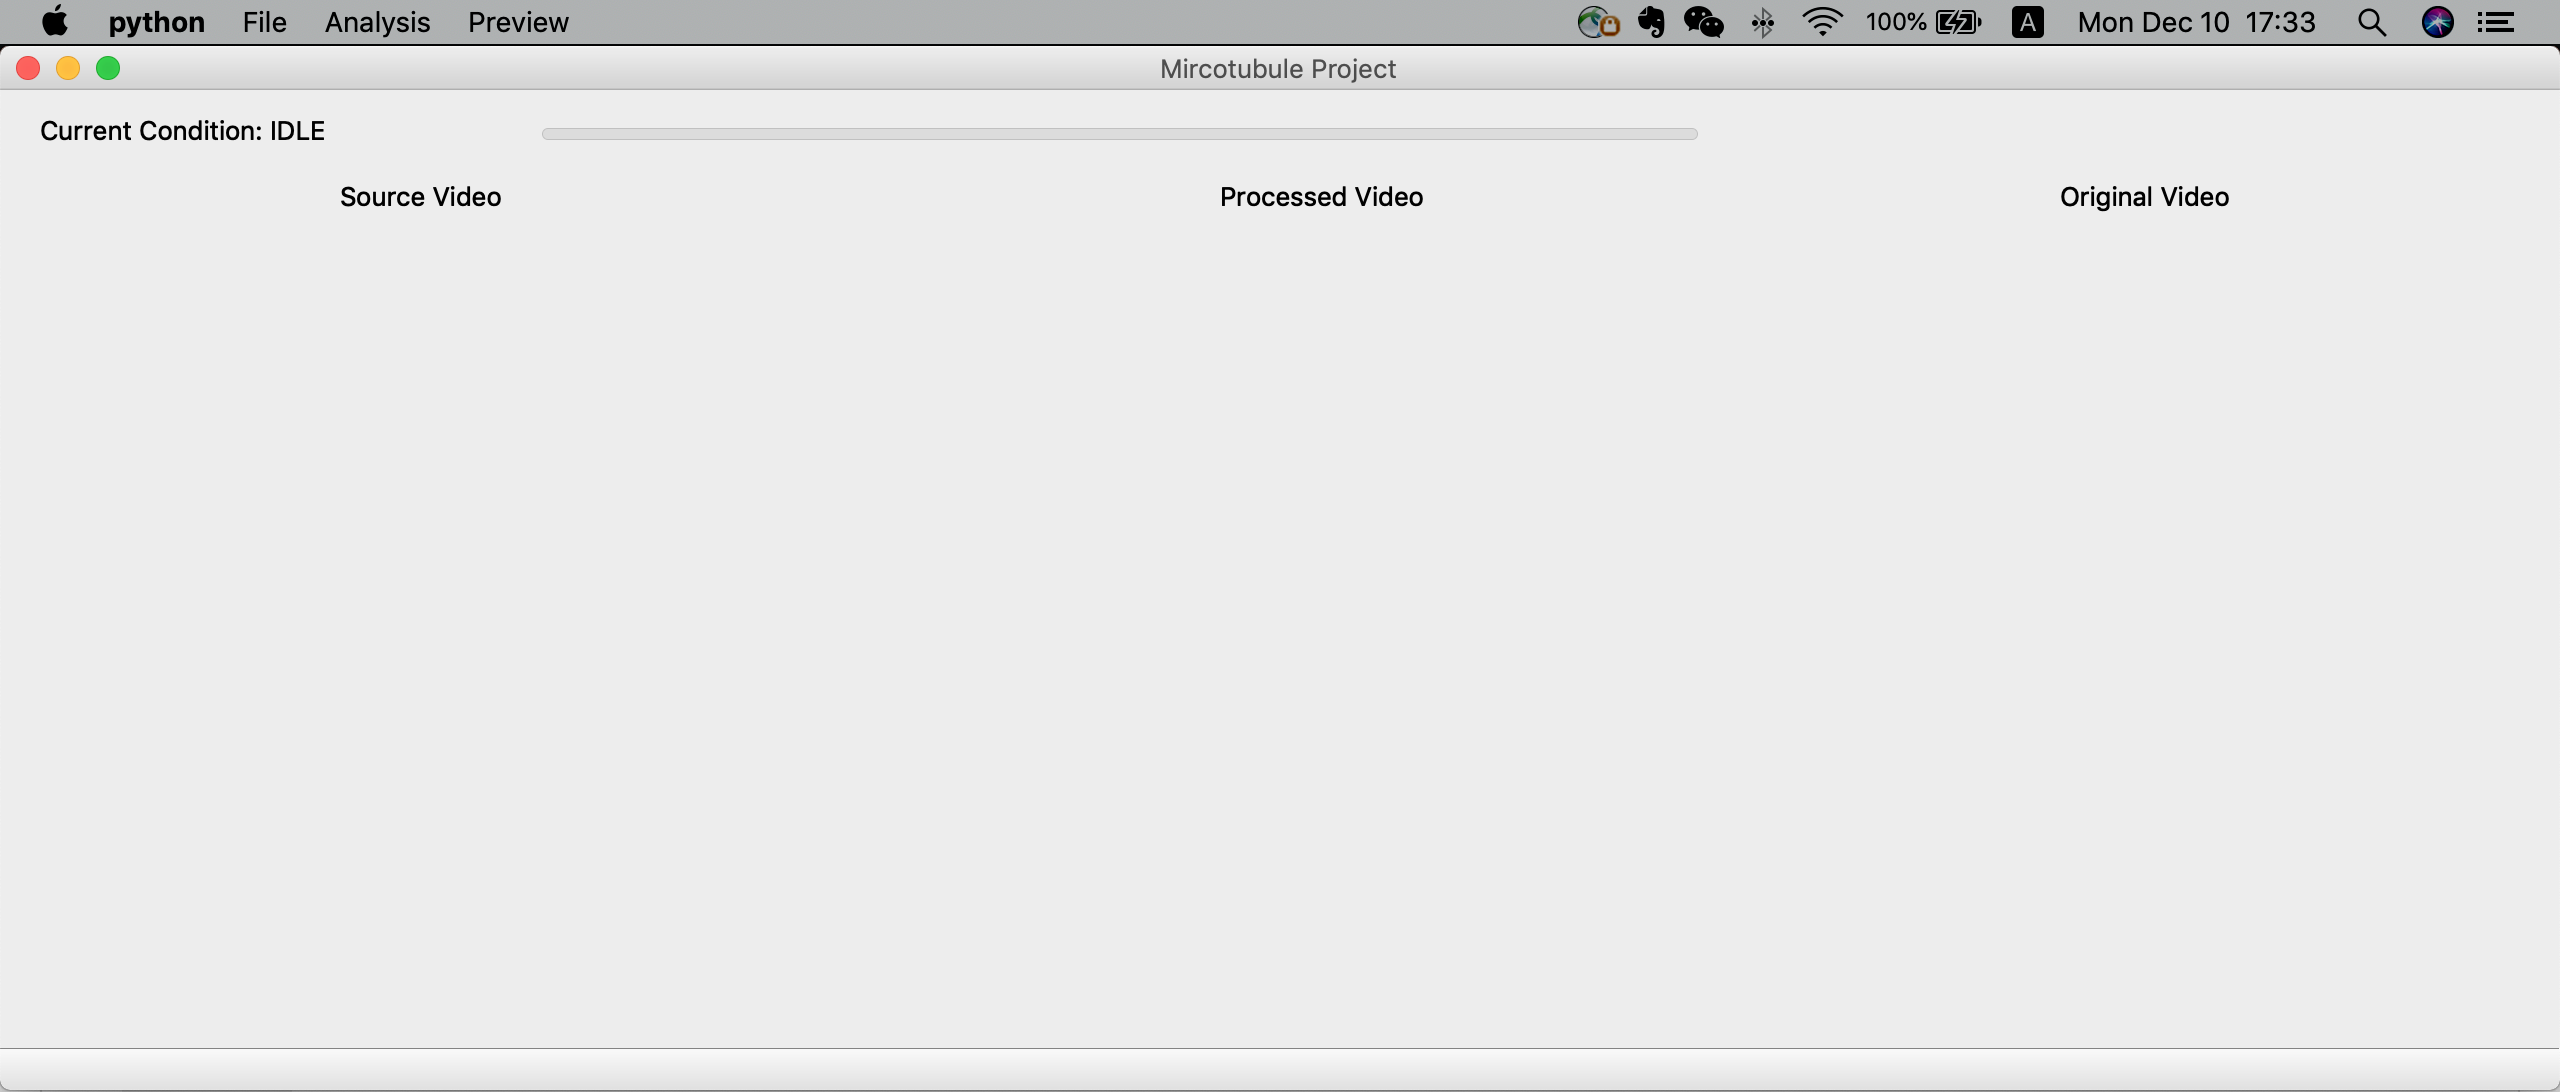 python File Analysis Preview 100% A Mon Dec 10 17:33
Mircotubule Project
Current Condition: IDLE
Source Video Processed Video Original Video